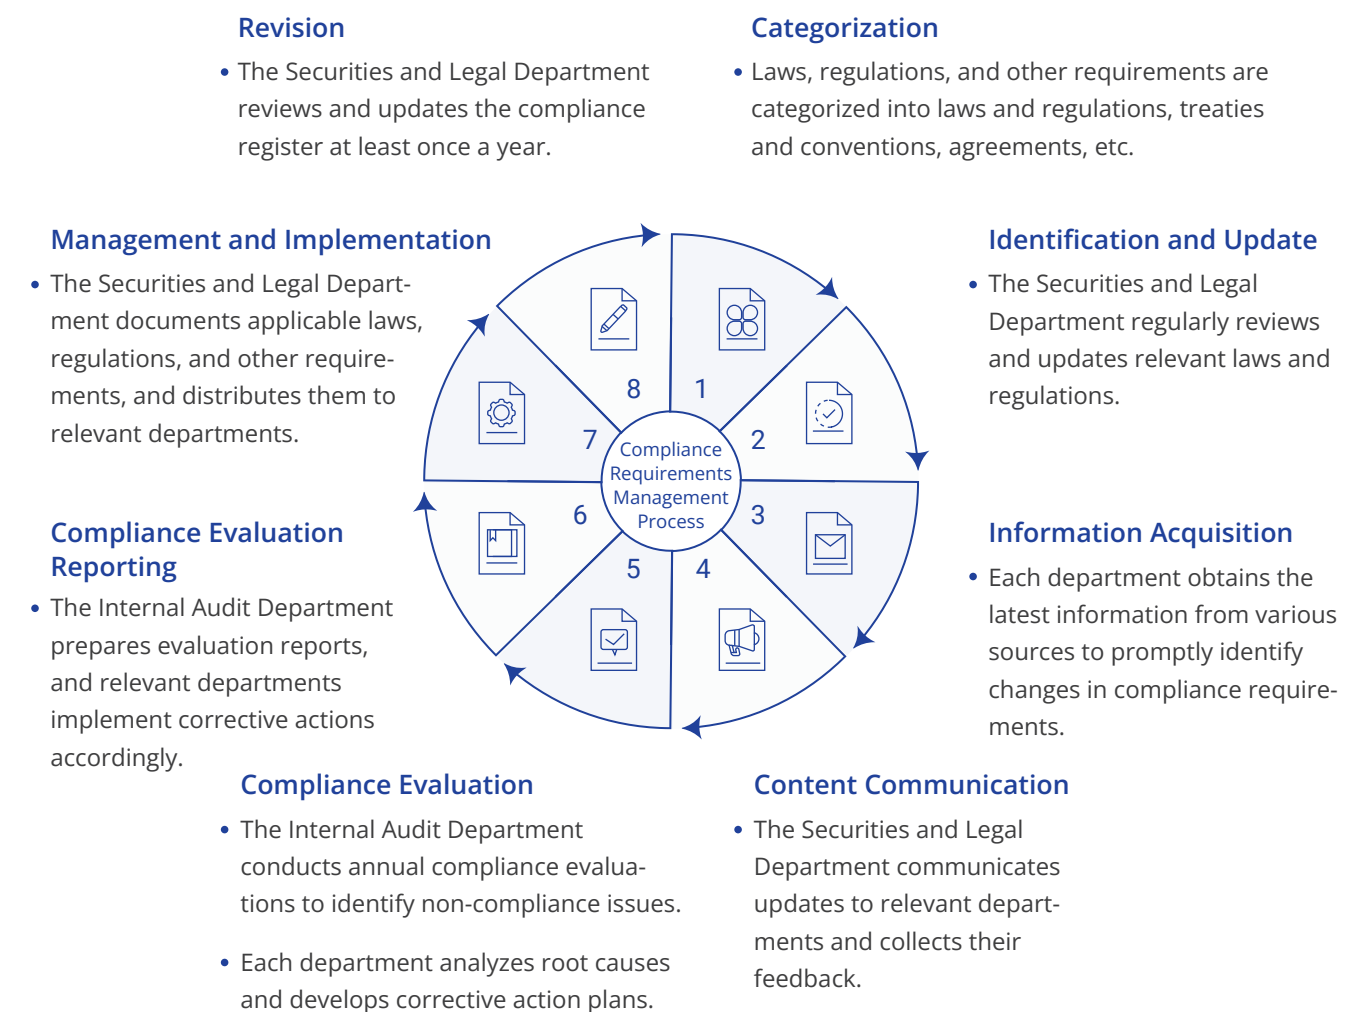 Revision
• The Securities and Legal Department
reviews and updates the compliance
register at least once a year.
Categorization
• Laws, regulations, and other requirements are
categorized into laws and regulations, treaties
and conventions, agreements, etc.
Management and Implementation
• The Securities and Legal Depart-
ment documents applicable laws,
regulations, and other require-
ments, and distributes them to
relevant departments.
Identification and Update
• The Securities and Legal
Department regularly reviews
and updates relevant laws and
regulations.
8
1
7
2
6
3
5
4
Compliance
Requirements
Management
Process
Compliance Evaluation
Reporting
• The Internal Audit Department
prepares evaluation reports,
and relevant departments
implement corrective actions
accordingly.
Information Acquisition
• Each department obtains the
latest information from various
sources to promptly identify
changes in compliance require-
ments.
Compliance Evaluation
• The Internal Audit Department
conducts annual compliance evalua-
tions to identify non-compliance issues.
• Each department analyzes root causes
and develops corrective action plans.
Content Communication
• The Securities and Legal
Department communicates
updates to relevant depart-
ments and collects their
feedback.